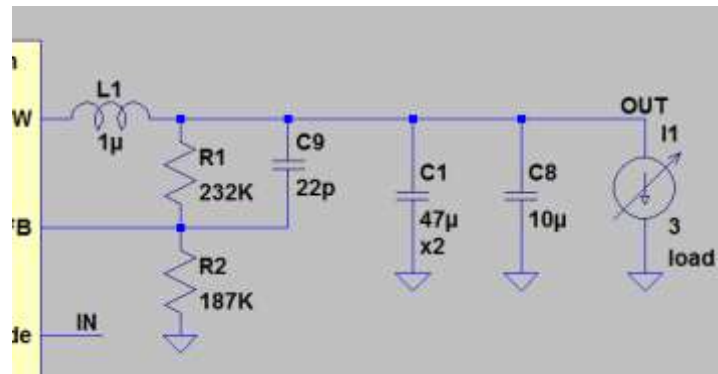 n
L1
W
1µ
OUT
I1
R1
232K
C9
22p
C1
47µ
x2
C8
10µ
3
load
FB
R2
187K
IN
de